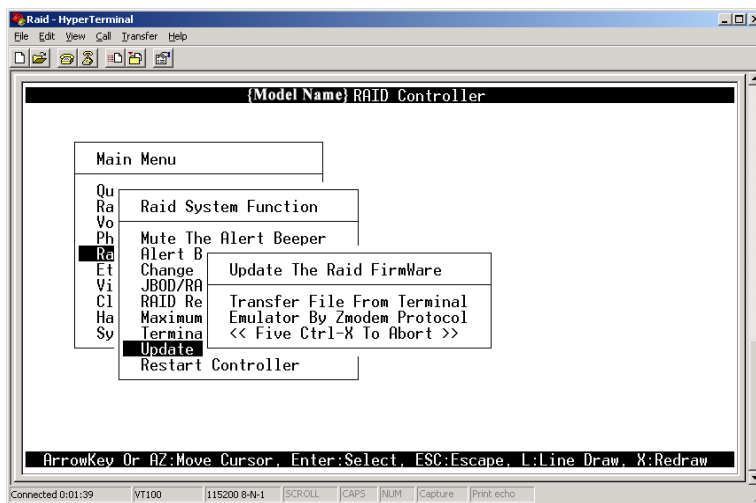 Raid - HyperTerminal
File Edit View Call Transfer Help
{Model Name} RAID Controller
Main Menu
Qu
Ra
Vo
Ph
Ra
Et
Vi
Cl
Ha
Sy
Raid System Function
Mute The Alert Beeper
Alert B
Change
JBOD/RA
RAID Re
Maximum
Termina
Update
Restart Controller
Update The Raid FirmWare
Transfer File From Terminal
Emulator By Zmodem Protocol
<< Five Ctrl-X To Abort >>
ArrowKey Or AZ:Move Cursor, Enter:Select, ESC:Escape, L:Line Draw, X:Redraw
Connected 0:01:39 VT100 115200 8-N-1 SCROLL CAPS NUM Capture Print echo